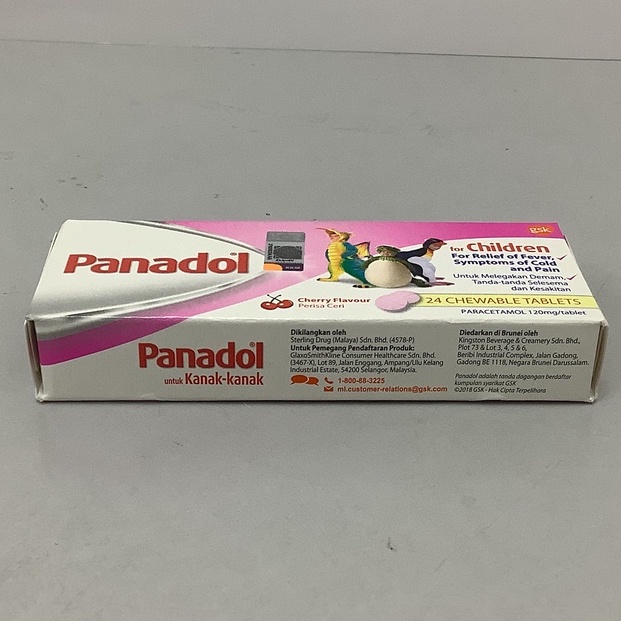 Panadol
gsk
for Children
For Relief of Fever,
Symptoms of Cold
and Pain
Untuk Melegakan Demam,
Tanda-tanda Selesema
dan Kesakitan
Cherry Flavour
Perisa Ceri
24 CHEWABLE TABLETS
PARACETAMOL 120mg/tablet
Panadol
untuk Kanak-kanak
Dikilangkan oleh
Sterling Drug (Malaya) Sdn. Bhd. (4578-P)
Untuk Pemegang Pendaftaran Produk:
GlaxoSmithKline Consumer Healthcare Sdn. Bhd.
(3467-X), Lot 89, Jalan Enggang, Ampang/Ulu Kelang
Industrial Estate, 54200 Selangor, Malaysia.
1-800-88-3225
ml.customer-relations@gsk.com
Diedarkan di Brunei oleh
Kingston Beverage & Creamery Sdn. Bhd.,
Plot 73 & Lot 3, 4, 5 & 6,
Beribi Industrial Complex, Jalan Gadong,
Gadong BE 1118, Negara Brunei Darussalam.
Panadol adalah tanda dagangan berdaftar
kumpulan syarikat GSK
©2018 GSK - Hak Cipta Terpelihara